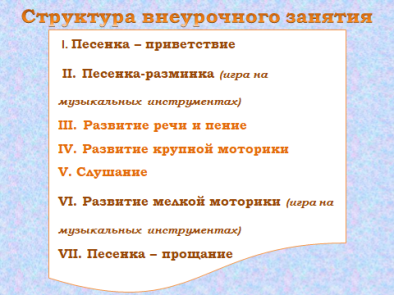 Структура внеурочного занятия
I. Песенка – приветствие
II. Песенка-разминка (игра на
музыкальных инструментах)
III. Развитие речи и пение
IV. Развитие крупной моторики
V. Слушание
VI. Развитие мелкой моторики (игра на
музыкальных инструментах)
VII. Песенка – прощание